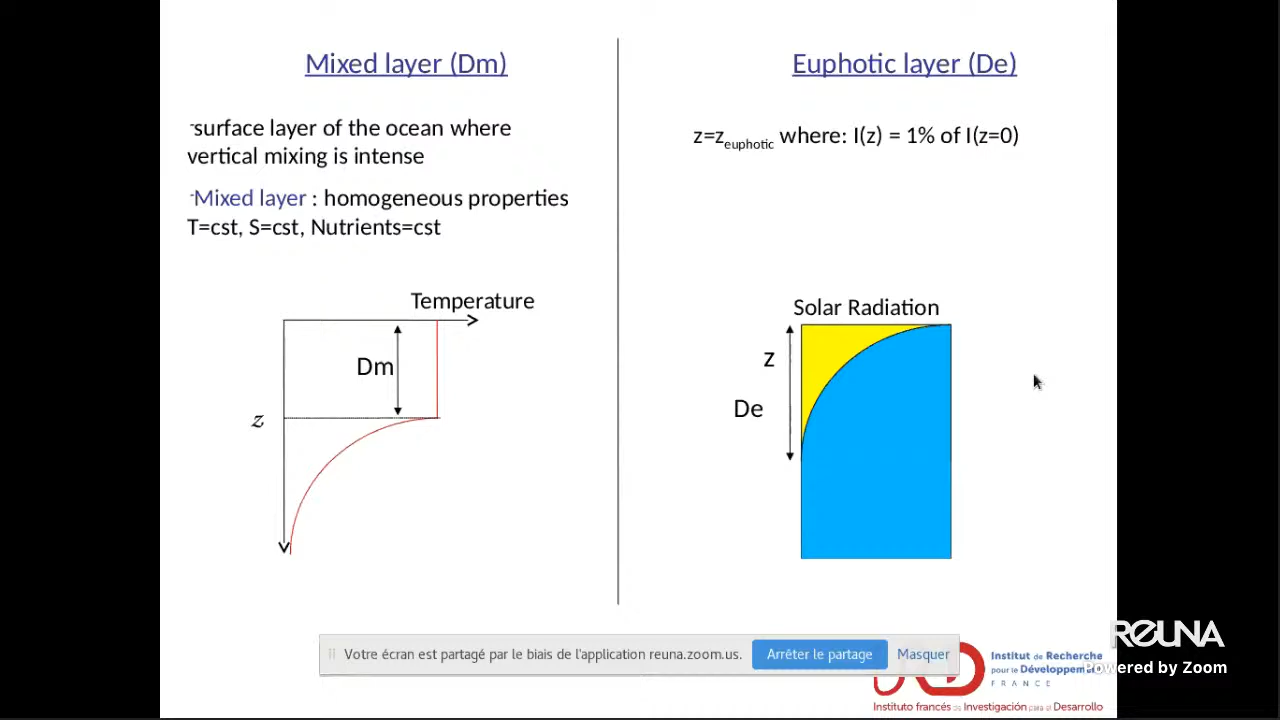 Mixed layer (Dm)
-surface layer of the ocean where
vertical mixing is intense
-Mixed layer : homogeneous properties
T=cst, S=cst, Nutrients=cst
Temperature
Dm
z
Euphotic layer (De)
z=zeuphotic where: I(z) = 1% of I(z=0)
Solar Radiation
z
De
Votre écran est partagé par le biais de l'application reuna.zoom.us.
Arrêter le partage
Masquer
Institut de Recherche
pour le Développement
FRANCE
Instituto francés de Investigación para el Desarrollo
REUNA
Powered by Zoom